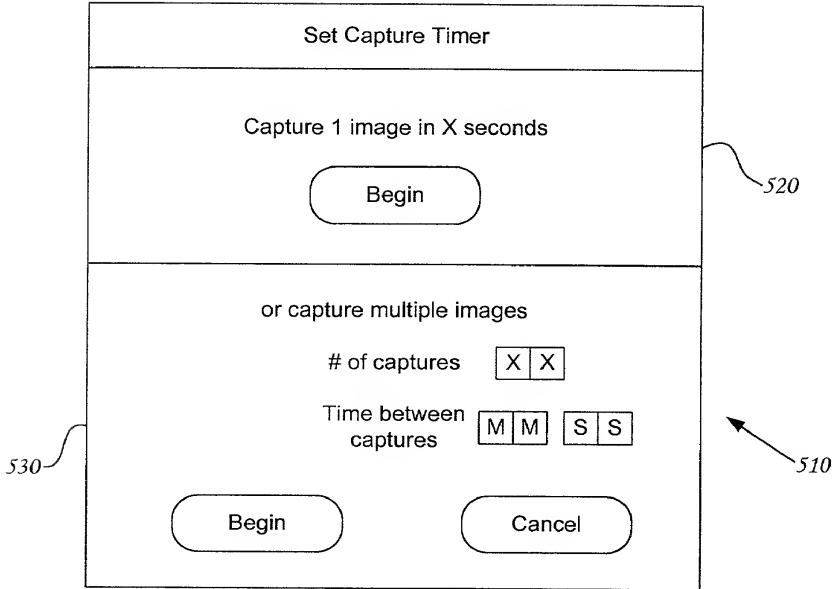 Set Capture Timer
Capture 1 image in X seconds
Begin
520
or capture multiple images
# of captures X X
Time between
captures M M S S
530
510
Begin Cancel